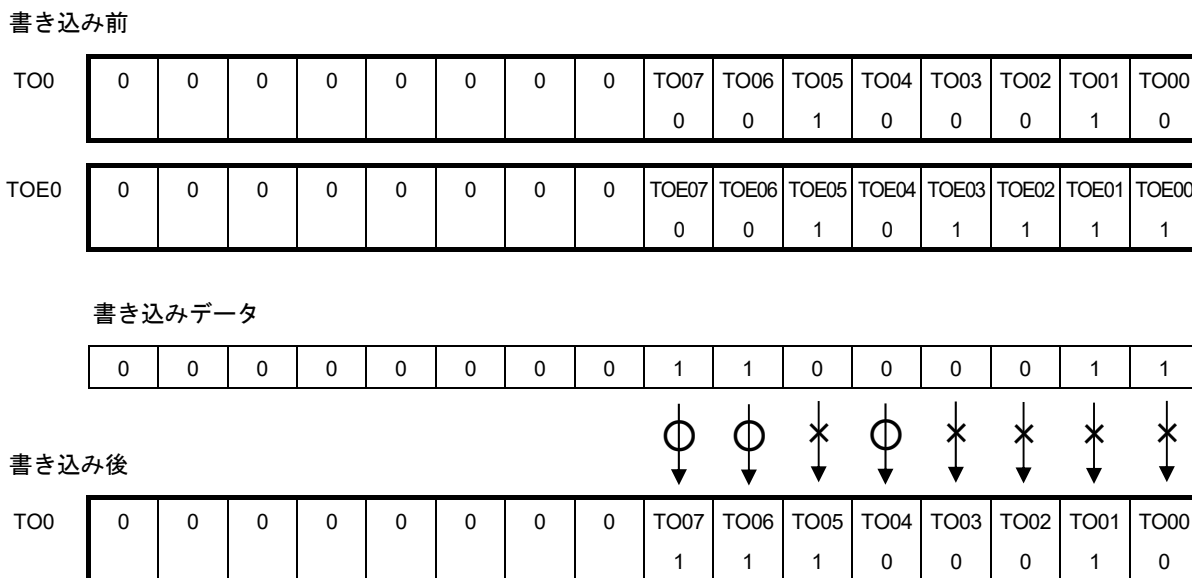 書き込み前
TO0 0 0 0 0 0 0 0 0 TO07 TO06 TO05 TO04 TO03 TO02 TO01 TO00
0 0 1 0 0 0 1 0
TOE0 0 0 0 0 0 0 0 0 TOE07 TOE06 TOE05 TOE04 TOE03 TOE02 TOE01 TOE00
0 0 1 0 1 1 1 1
書き込みデータ
0 0 0 0 0 0 0 0 1 1 0 0 0 0 1 1
書き込み後
TO0 0 0 0 0 0 0 0 0 TO07 TO06 TO05 TO04 TO03 TO02 TO01 TO00
1 1 1 0 0 0 1 0